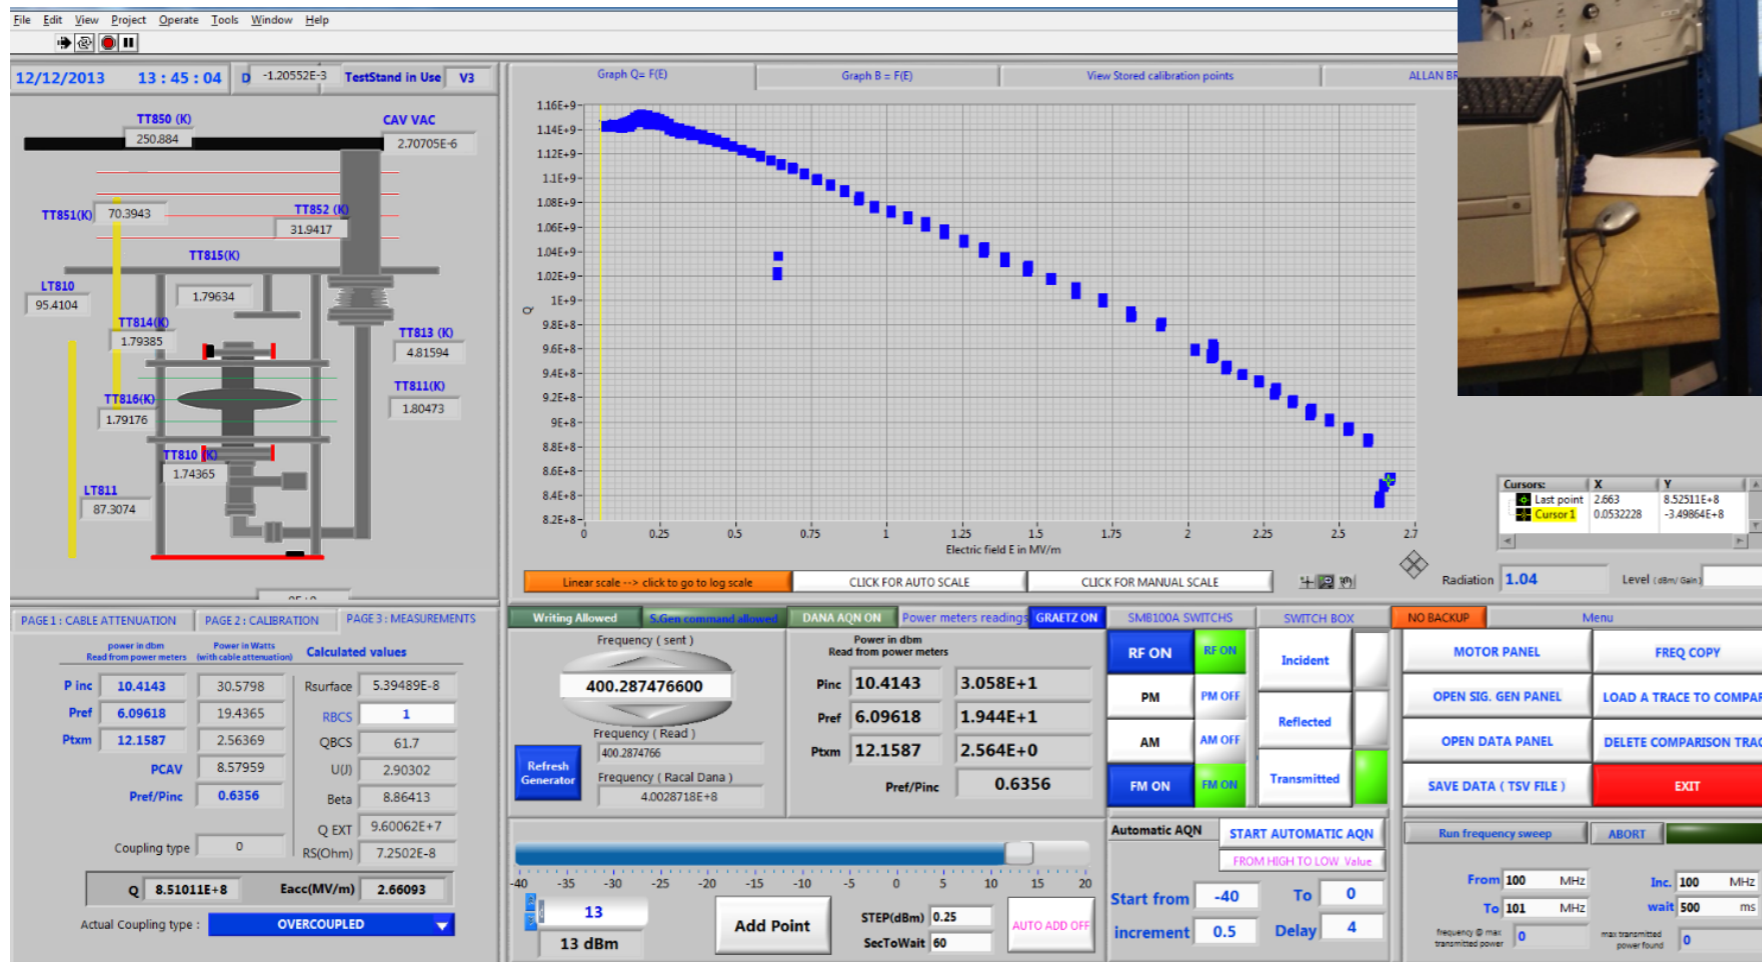 File Edit View Project Operate Tools Window Help
12/12/2013 13:45:04 D -1.20552E-3 TestStand in Use V3
TT850 (K)
250.884
CAV VAC
2.70705E-6
TT851(K) 70.3943
TT852 (K)
31.9417
TT815(K)
1.79634
LT810
95.4104
TT814(K)
1.79385
TT813 (K)
4.81594
TT811(K)
1.80473
TT816(K)
1.79176
TT810 (K)
1.74365
LT811
87.3074
Graph Q= F(E) Graph B = F(E) View Stored calibration points ALLAN BR
1.16E+9
1.14E+9
1.12E+9
1.1E+9
1.08E+9
1.06E+9
1.04E+9
1.02E+9
1E+9
9.8E+8
9.6E+8
9.4E+8
9.2E+8
9E+8
8.8E+8
8.6E+8
8.4E+8
8.2E+8
Q
0 0.25 0.5 0.75 1 1.25 1.5 1.75 2 2.25 2.5 2.7
Electric field E in MV/m
Cursors: X Y
Last point 2.663 8.52511E+8
Cursor 1 0.0532228 -3.49864E+8
Linear scale --> click to go to log scale CLICK FOR AUTO SCALE CLICK FOR MANUAL SCALE
Radiation 1.04 Level (dBm/ Gain)
PAGE 1 : CABLE ATTENUATION PAGE 2 : CALIBRATION PAGE 3 : MEASUREMENTS
power in dbm Power in Watts
Read from power meters (with cable attenuation) Calculated values
P inc 10.4143 30.5798 Rsurface 5.39489E-8
Pref 6.09618 19.4365 RBCS 1
Ptxm 12.1587 2.56369 QBCS 61.7
PCAV 8.57959 U(J) 2.90302
Pref/Pinc 0.6356 Beta 8.86413
Q EXT 9.60062E+7
Coupling type 0 RS(Ohm) 7.2502E-8
Q 8.51011E+8 Eacc(MV/m) 2.66093
Actual Coupling type : OVERCOUPLED
Writing Allowed S.Gen command allowed DANA AQN ON Power meters readings GRAETZ ON
Frequency ( sent )
400.287476600
Frequency ( Read )
400.2874766
Refresh Generator
Frequency ( Racal Dana )
4.0028718E+8
Power in dbm
Read from power meters
Pinc 10.4143 3.058E+1
Pref 6.09618 1.944E+1
Ptxm 12.1587 2.564E+0
Pref/Pinc 0.6356
SMB100A SWITCHS
RF ON RF ON
PM PM OFF
AM AM OFF
FM ON FM ON
SWITCH BOX
Incident
Reflected
Transmitted
NO BACKUP Menu
MOTOR PANEL FREQ COPY
OPEN SIG. GEN PANEL LOAD A TRACE TO COMPAR
OPEN DATA PANEL DELETE COMPARISON TRAC
SAVE DATA ( TSV FILE ) EXIT
-40 -35 -30 -25 -20 -15 -10 -5 0 5 10 15 20
13
13 dBm
Add Point
STEP(dBm) 0.25
SecToWait 60
AUTO ADD OFF
Automatic AQN START AUTOMATIC AQN
FROM HIGH TO LOW Value
Start from -40 To 0
increment 0.5 Delay 4
Run frequency sweep ABORT
From 100 MHz Inc. 100 MHz
To 101 MHz wait 500 ms
frequency @ max transmitted power 0
max transmitted power found 0